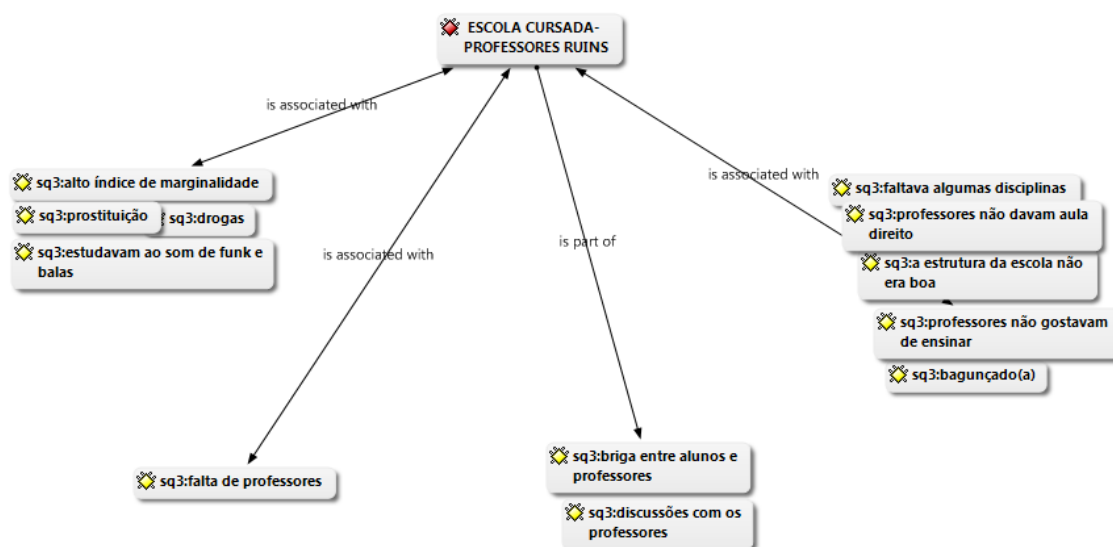 ESCOLA CURSADA-
PROFESSORES RUINS
is associated with
sq3:alto índice de marginalidade
sq3:prostituição
sq3:drogas
sq3:estudavam ao som de funk e
balas
is associated with
sq3:falta de professores
is part of
sq3:briga entre alunos e
professores
sq3:discussões com os
professores
is associated with
sq3:faltava algumas disciplinas
sq3:professores não davam aula
direito
sq3:a estrutura da escola não
era boa
sq3:professores não gostavam
de ensinar
sq3:bagunçado(a)